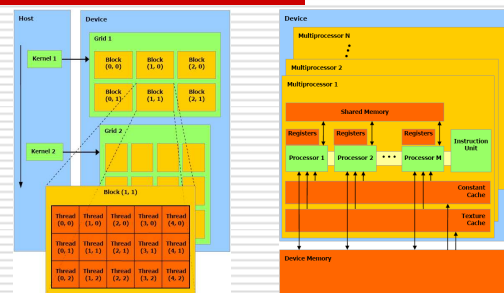 Host
Device
Grid 1
Kernel 1
Block (0, 0)
Block (1, 0)
Block (2, 0)
Block (0, 1)
Block (1, 1)
Block (2, 1)
Kernel 2
Grid 2
Block (1, 1)
Thread (0, 0)
Thread (1, 0)
Thread (2, 0)
Thread (3, 0)
Thread (4, 0)
Thread (0, 1)
Thread (1, 1)
Thread (2, 1)
Thread (3, 1)
Thread (4, 1)
Thread (0, 2)
Thread (1, 2)
Thread (2, 2)
Thread (3, 2)
Thread (4, 2)
Device
Multiprocessor N
Multiprocessor 2
Multiprocessor 1
Shared Memory
Registers
Registers
Registers
Processor 1
Processor 2
Processor M
Instruction Unit
Constant Cache
Texture Cache
Device Memory